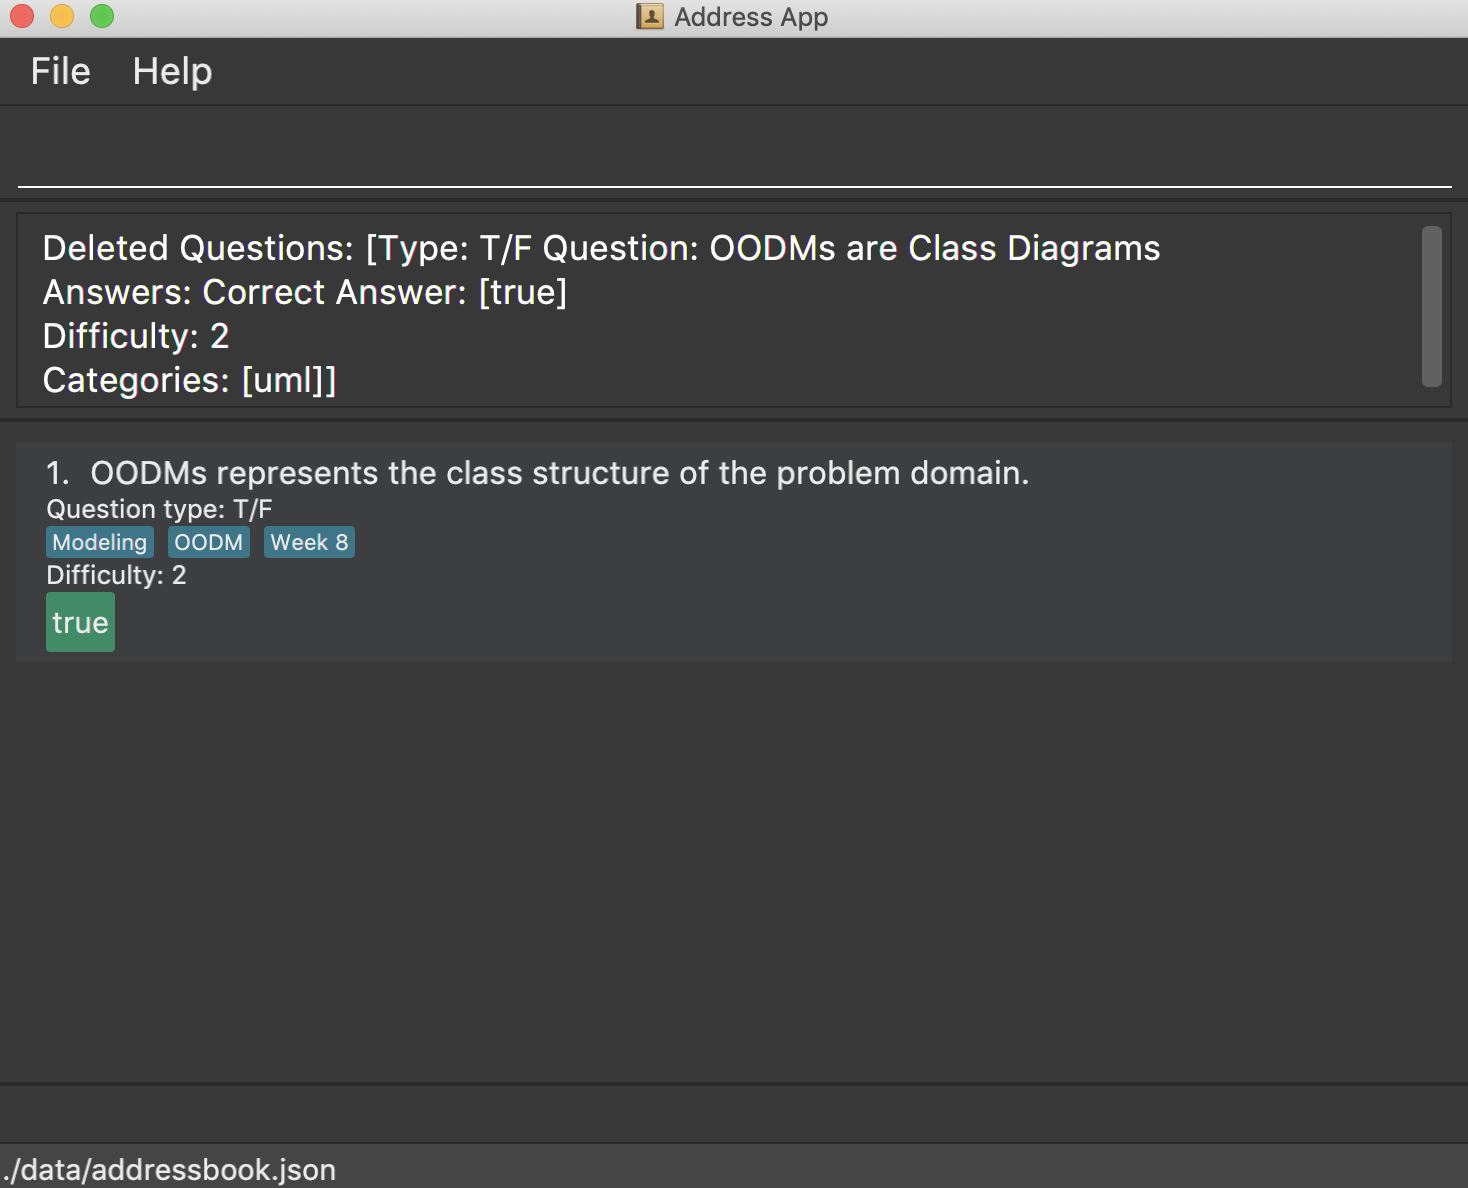 Address App
File Help
Deleted Questions: [Type: T/F Question: OODMs are Class Diagrams
Answers: Correct Answer: [true]
Difficulty: 2
Categories: [uml]]
1. OODMs represents the class structure of the problem domain.
Question type: T/F
Modeling OODM Week 8
Difficulty: 2
true
./data/addressbook.json